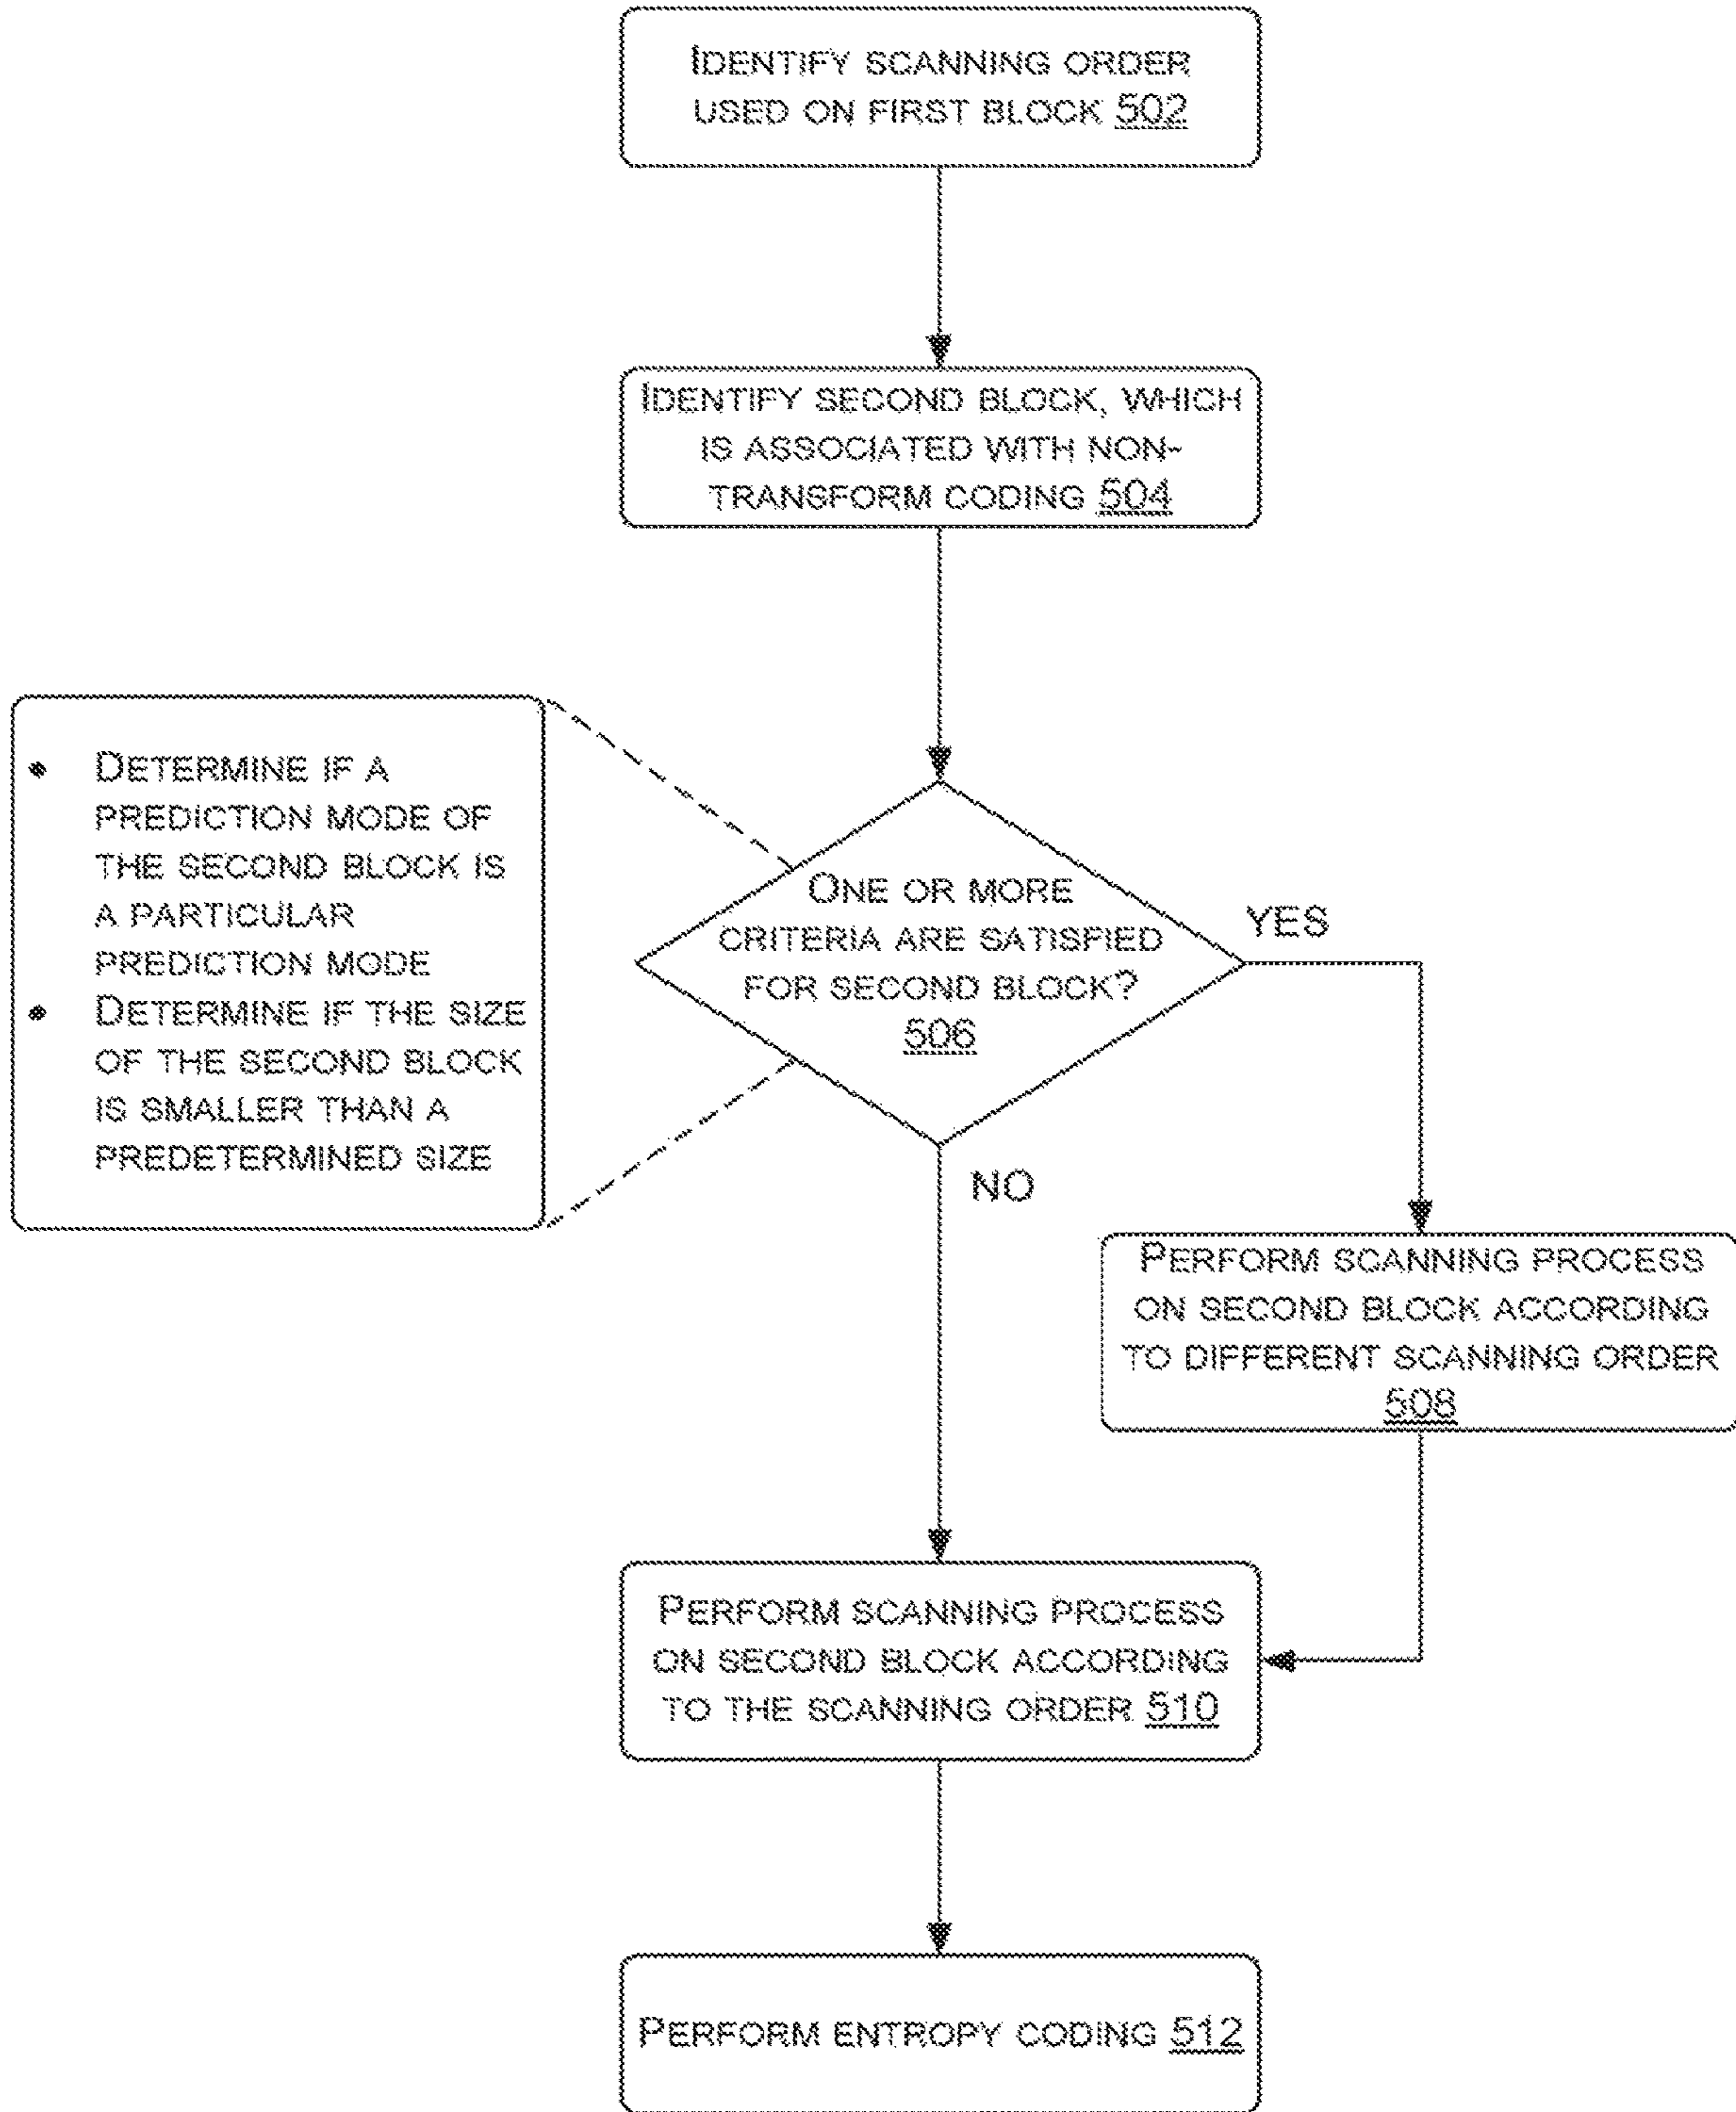 IDENTIFY SCANNING ORDER
USED ON FIRST BLOCK 502
IDENTIFY SECOND BLOCK, WHICH
IS ASSOCIATED WITH NON-
TRANSFORM CODING 504
• DETERMINE IF A
PREDICTION MODE OF
THE SECOND BLOCK IS
A PARTICULAR
PREDICTION MODE
• DETERMINE IF THE SIZE
OF THE SECOND BLOCK
IS SMALLER THAN A
PREDETERMINED SIZE
ONE OR MORE
CRITERIA ARE SATISFIED
FOR SECOND BLOCK?
506
YES
NO
PERFORM SCANNING PROCESS
ON SECOND BLOCK ACCORDING
TO DIFFERENT SCANNING ORDER
508
PERFORM SCANNING PROCESS
ON SECOND BLOCK ACCORDING
TO THE SCANNING ORDER 510
PERFORM ENTROPY CODING 512